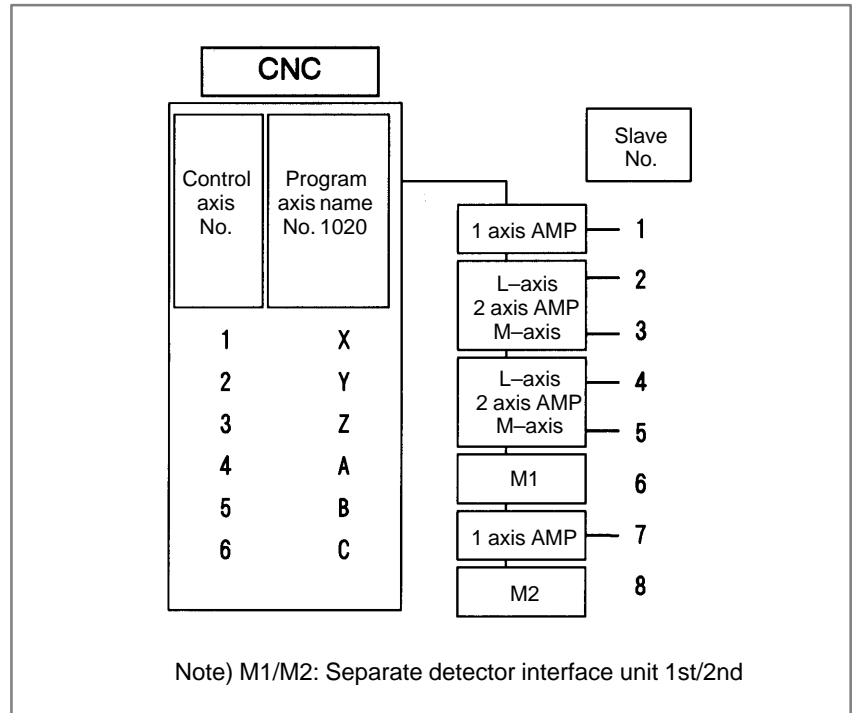 CNC
Control
axis
No.
Program
axis name
No. 1020
Slave
No.
1 axis AMP
1
L–axis
2 axis AMP
M–axis
2
3
L–axis
2 axis AMP
M–axis
4
5
M1
6
1 axis AMP
7
M2
8
1 X
2 Y
3 Z
4 A
5 B
6 C
Note) M1/M2: Separate detector interface unit 1st/2nd